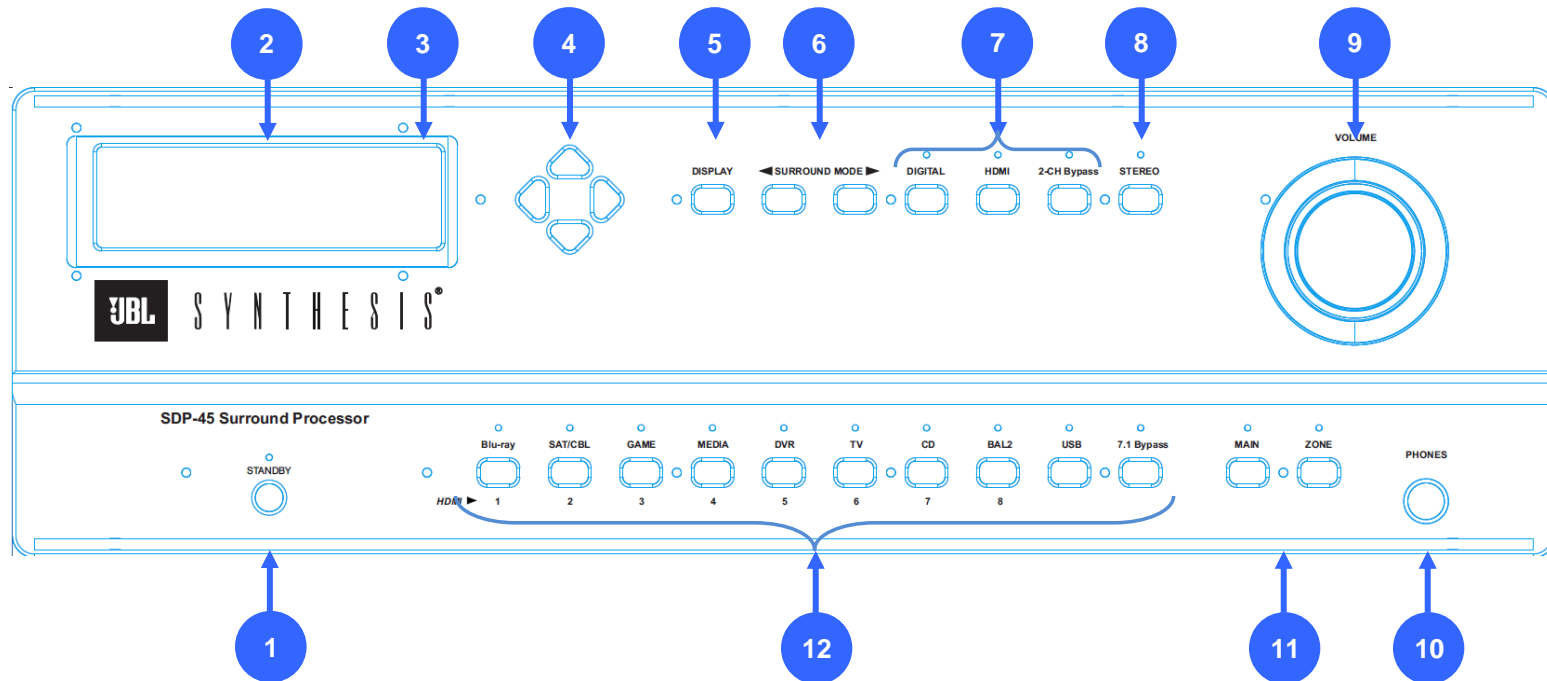 2 3 4 5 6 7 8 9
VOLUME
DISPLAY ◄ SURROUND MODE ► DIGITAL HDMI 2-CH Bypass STEREO
JBL SYNTHESIS®
SDP-45 Surround Processor
Blu-ray SAT/CBL GAME MEDIA DVR TV CD BAL2 USB 7.1 Bypass MAIN ZONE
PHONES
STANDBY
HDMI ► 1 2 3 4 5 6 7 8
1 12 11 10